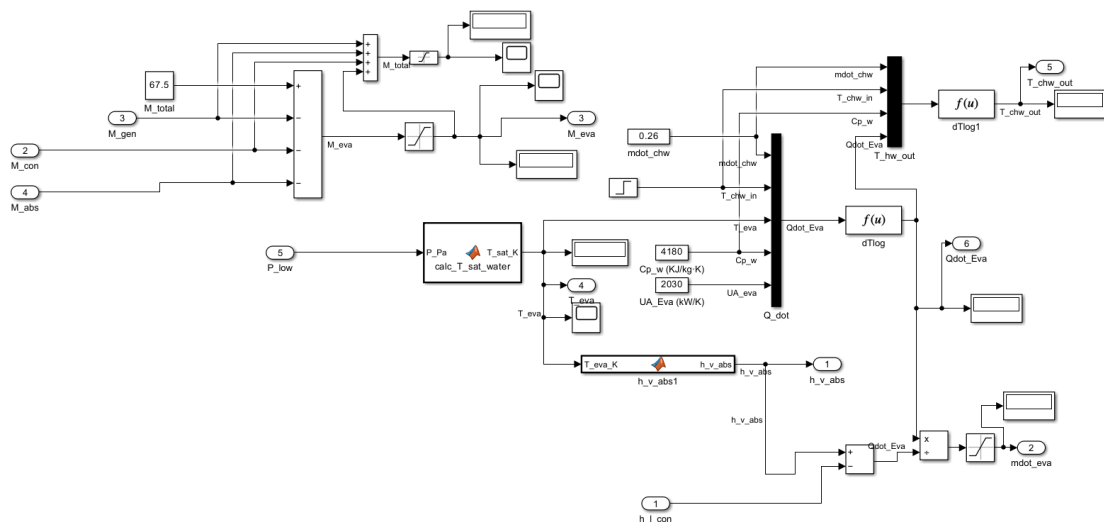 +
+
+
+
M_total
67.5
M_total
3
M_gen
2
M_con
4
M_abs
+
−
−
−
M_eva
3
M_eva
5
P_low
P_Pa
T_sat_K
calc_T_sat_water
4
T_eva
T_eva
T_eva_K
h_v_abs
h_v_abs1
h_v_abs
1
h_v_abs
h_v_abs
1
h_l_con
+
−
Qdot_Eva
x
÷
2
mdot_eva
0.26
mdot_chw
mdot_chw
T_chw_in
T_eva
4180
Cp_w (KJ/kg·K)
Cp_w
2030
UA_Eva (kW/K)
UA_eva
Q_dot
Qdot_Eva
f(u)
dTlog
mdot_chw
T_chw_in
Cp_w
Qdot_Eva
T_hw_out
f(u)
dTlog1
5
T_chw_out
T_chw_out
6
Qdot_Eva